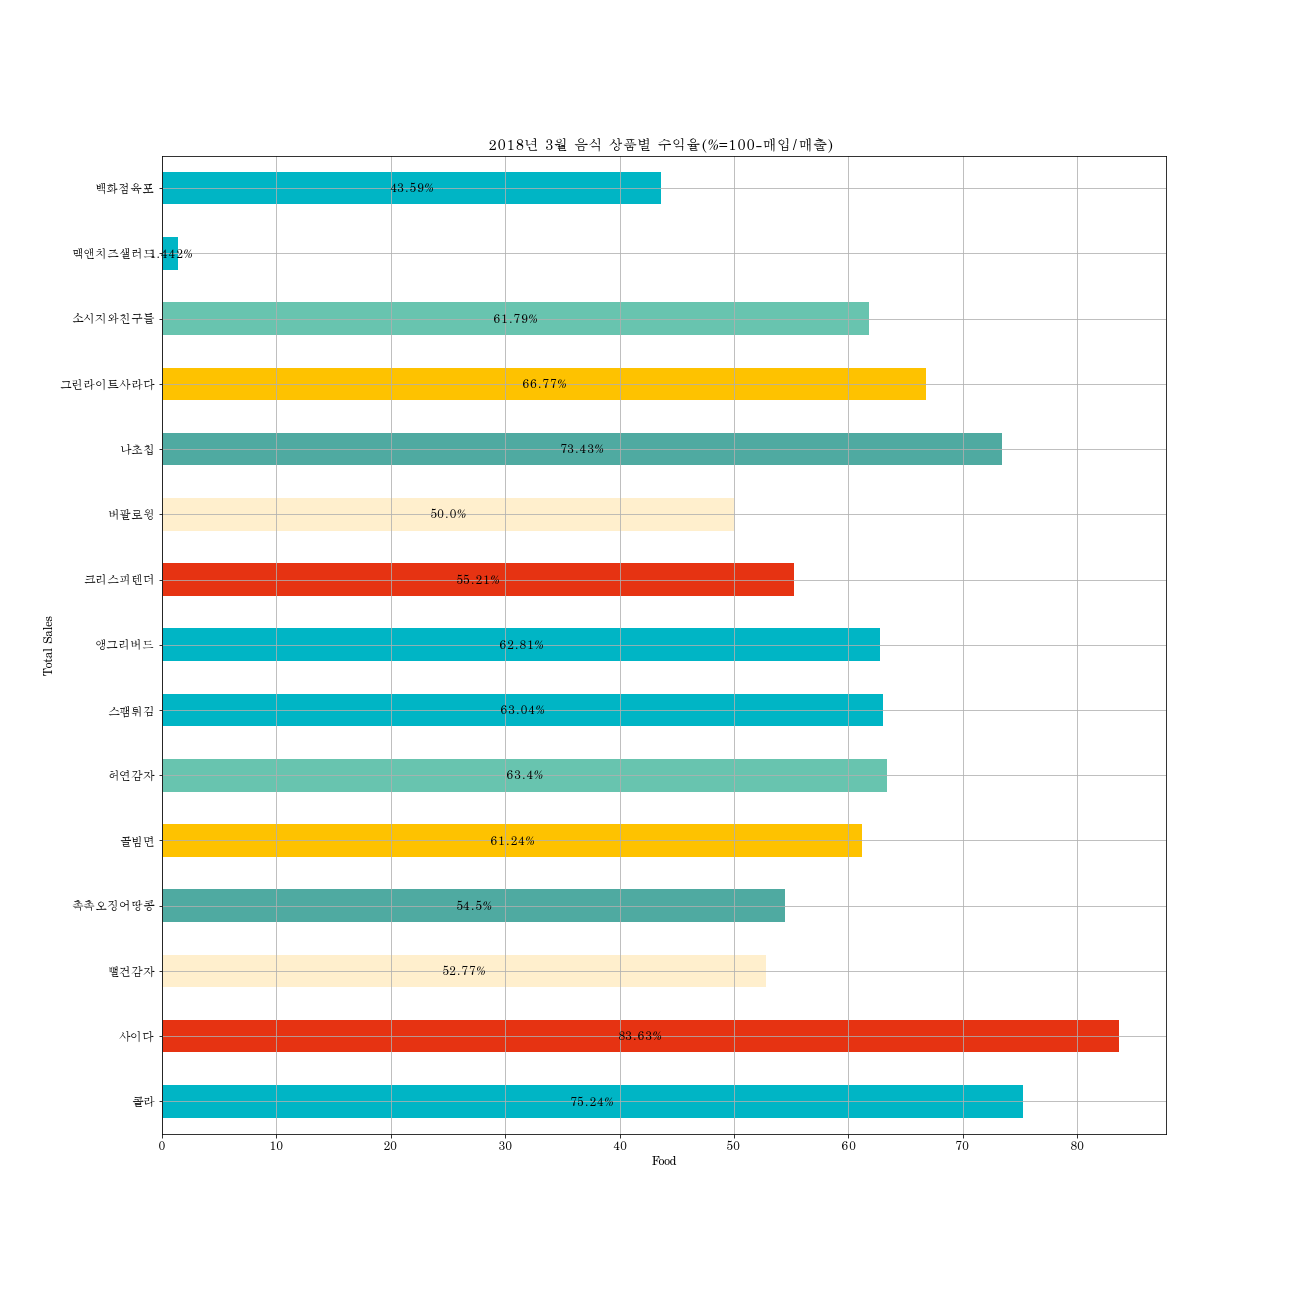 2018년 3월 음식 상품별 수익율(%=100-매입/매출)
백화점육포 43.59%
맥앤치즈샐러드 1.442%
소시지와친구들 61.79%
그린라이트사라다 66.77%
나초칩 73.43%
버팔로윙 50.0%
크리스피텐더 55.21%
앵그리버드 62.81%
스팸튀김 63.04%
허연감자 63.4%
골빔면 61.24%
촉촉오징어땅콩 54.5%
뻘건감자 52.77%
사이다 83.63%
콜라 75.24%
Total Sales
0 10 20 30 40 50 60 70 80
Food